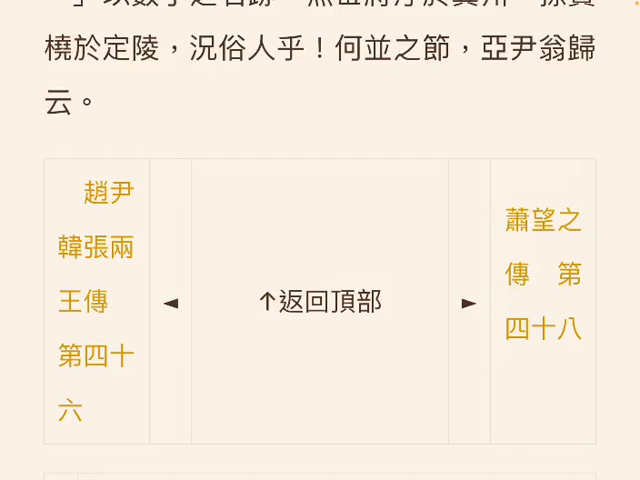 橈於定陵，況俗人乎！何並之節，亞尹翁歸
云。
趙尹
韓張兩
王傳
第四十
六
◄
↑返回頂部
►
蕭望之
傳　第
四十八